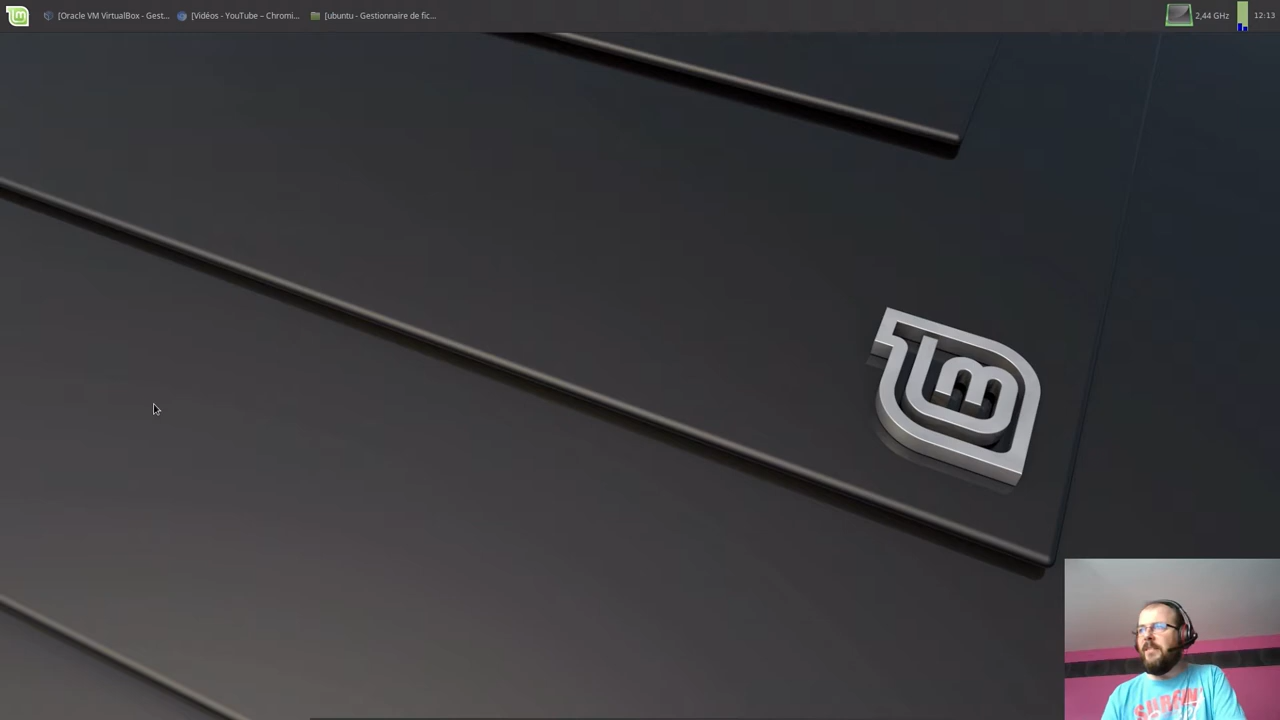 [Oracle VM VirtualBox - Gest...
[Vidéos - YouTube – Chromi...
[ubuntu - Gestionnaire de fic...
2,44 GHz
12:13